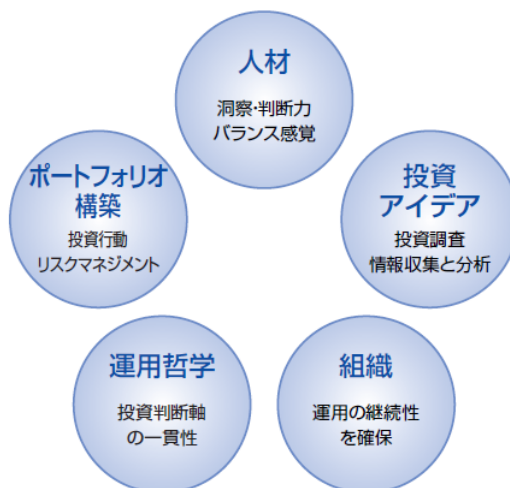 人材
洞察・判断力
バランス感覚
ポートフォリオ
構築
投資行動
リスクマネジメント
投資
アイデア
投資調査
情報収集と分析
運用哲学
投資判断軸
の一貫性
組織
運用の継続性
を確保